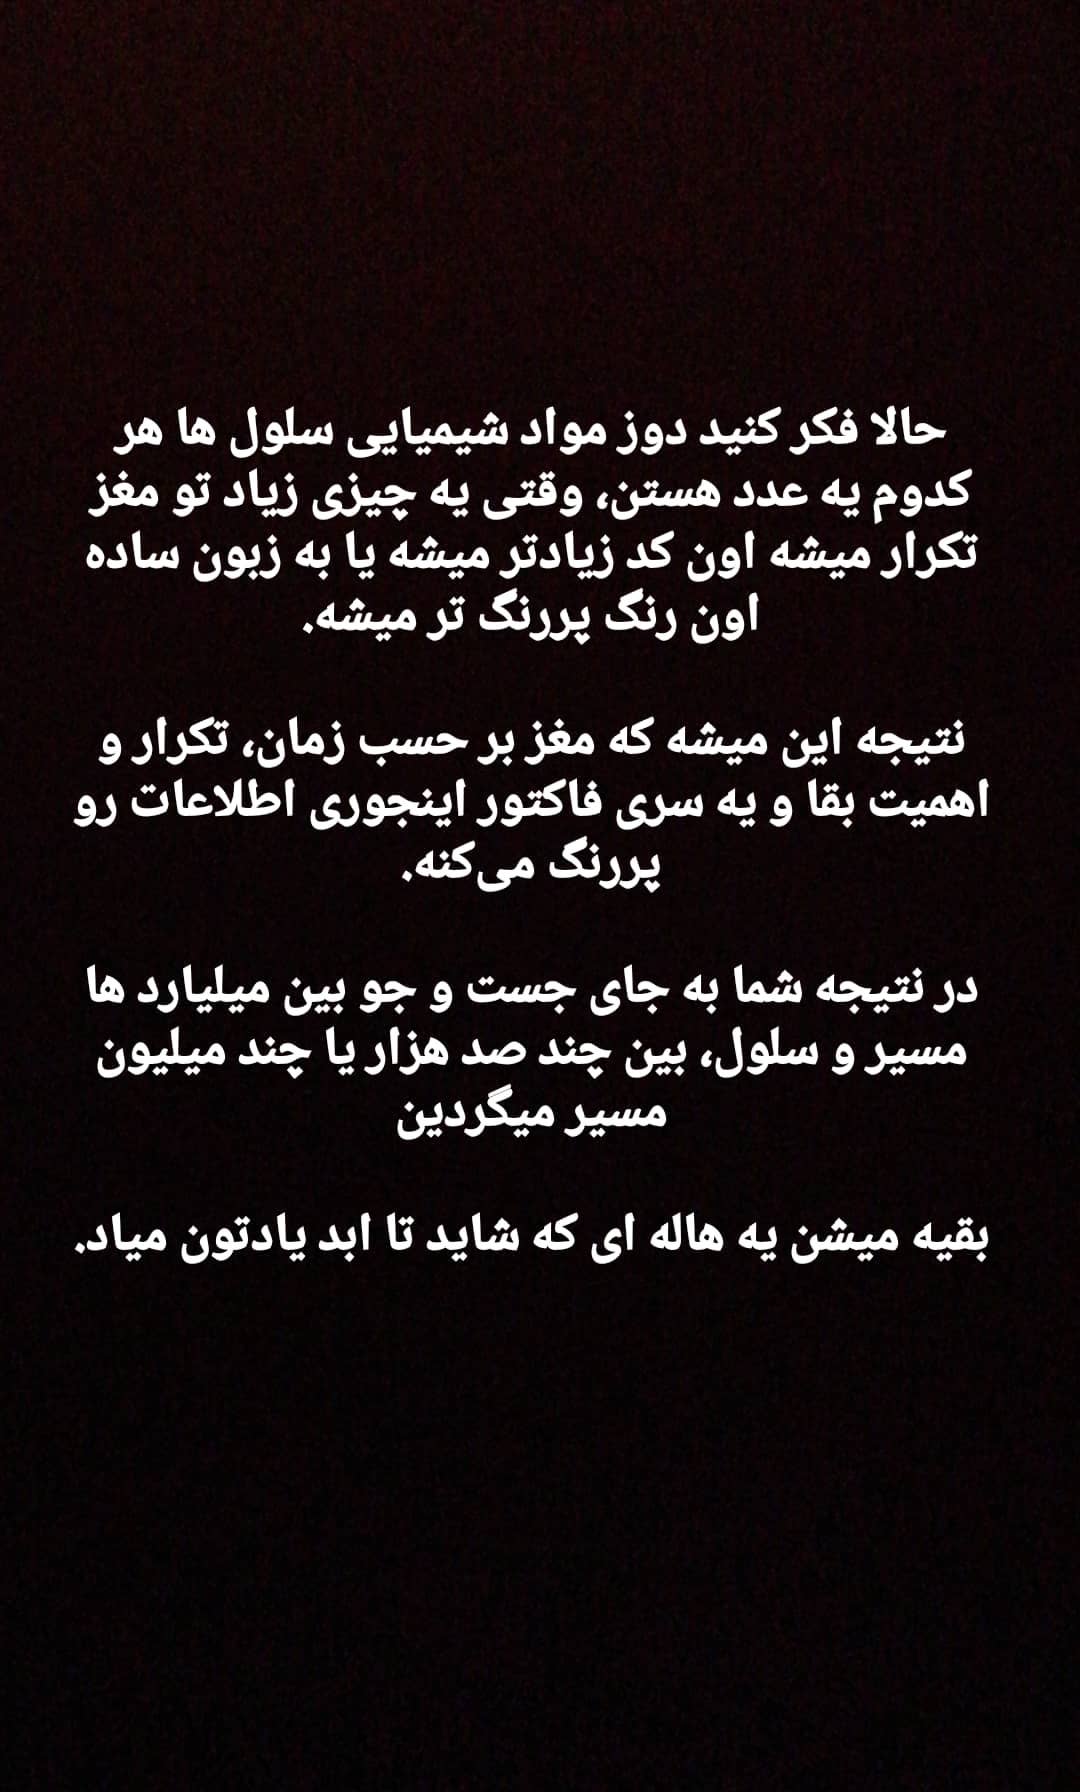 حالا فکر کنید دوز مواد شیمیایی سلول ها هر
کدوم یه عدد هستن، وقتی یه چیزی زیاد تو مغز
تکرار میشه اون کد زیادتر میشه یا به زبون ساده
اون رنگ پررنگ تر میشه.
نتیجه این میشه که مغز بر حسب زمان، تکرار و
اهمیت بقا و یه سری فاکتور اینجوری اطلاعات رو
پررنگ می‌کنه.
در نتیجه شما به جای جست و جو بین میلیارد ها
مسیر و سلول، بین چند صد هزار یا چند میلیون
مسیر میگردین
بقیه میشن یه هاله ای که شاید تا ابد یادتون میاد.